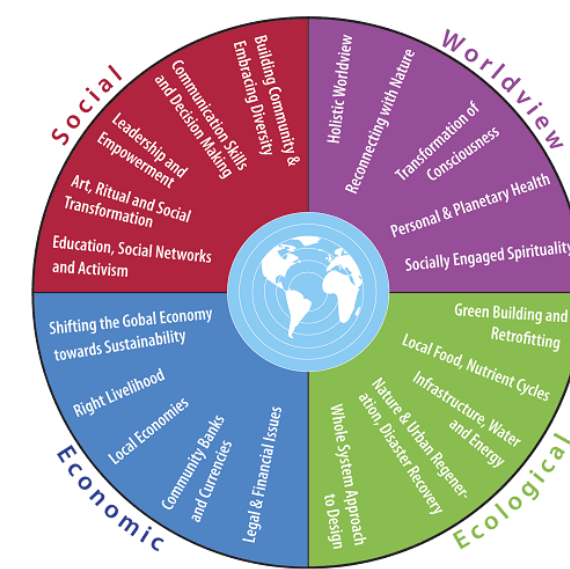 Social
Building Community &
Embracing Diversity
Communication Skills
and Decision Making
Leadership and
Empowerment
Art, Ritual and Social
Transformation
Education, Social Networks
and Activism
Worldview
Holistic Worldview
Reconnecting with Nature
Transformation of
Consciousness
Personal & Planetary Health
Socially Engaged Spirituality
Ecological
Green Building and
Retrofitting
Local Food, Nutrient Cycles
Infrastructure, Water
and Energy
Nature & Urban Regener-
ation, Disaster Recovery
Whole System Approach
to Design
Economic
Shifting the Gobal Economy
towards Sustainability
Right Livelihood
Local Economies
Community Banks
and Currencies
Legal & Financial Issues